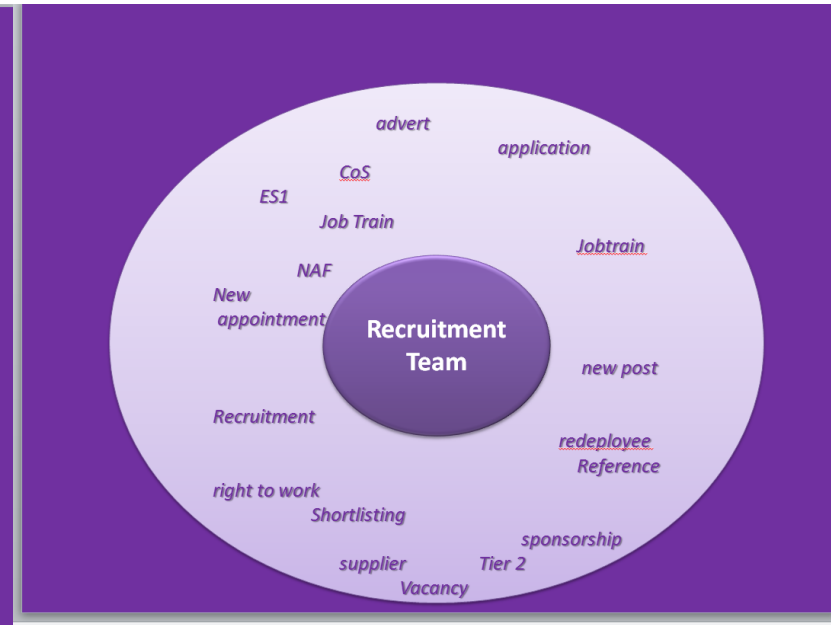 advert
application
CoS
ES1
Job Train
Jobtrain
NAF
New
appointment
Recruitment
Team
new post
Recruitment
redeployee
Reference
right to work
Shortlisting
sponsorship
supplier Tier 2
Vacancy